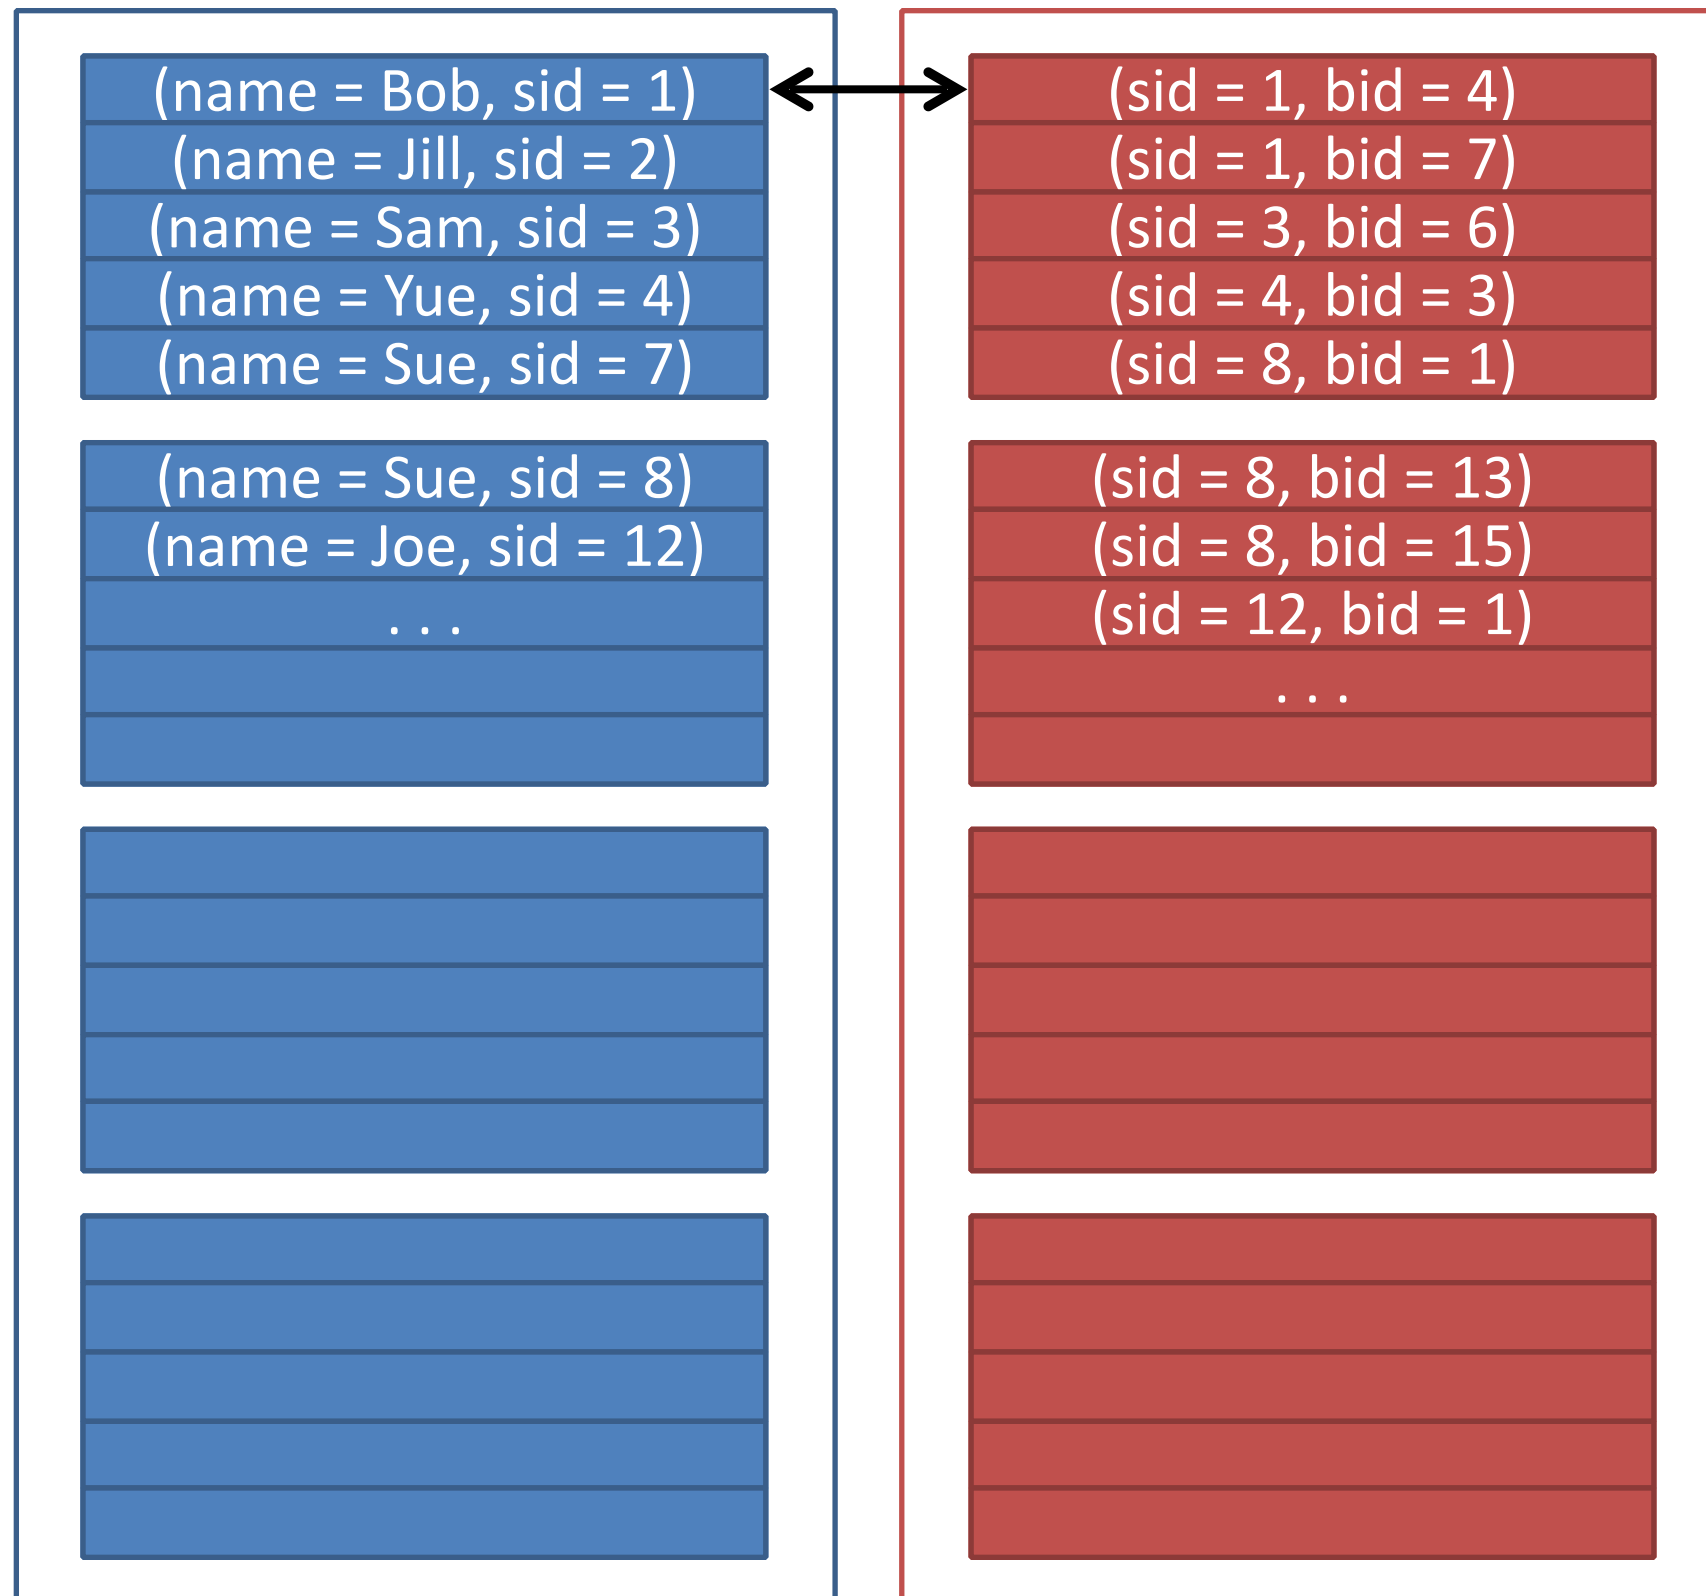 (name = Bob, sid = 1)
(name = Jill, sid = 2)
(name = Sam, sid = 3)
(name = Yue, sid = 4)
(name = Sue, sid = 7)
(name = Sue, sid = 8)
(name = Joe, sid = 12)
. . .
(sid = 1, bid = 4)
(sid = 1, bid = 7)
(sid = 3, bid = 6)
(sid = 4, bid = 3)
(sid = 8, bid = 1)
(sid = 8, bid = 13)
(sid = 8, bid = 15)
(sid = 12, bid = 1)
. . .